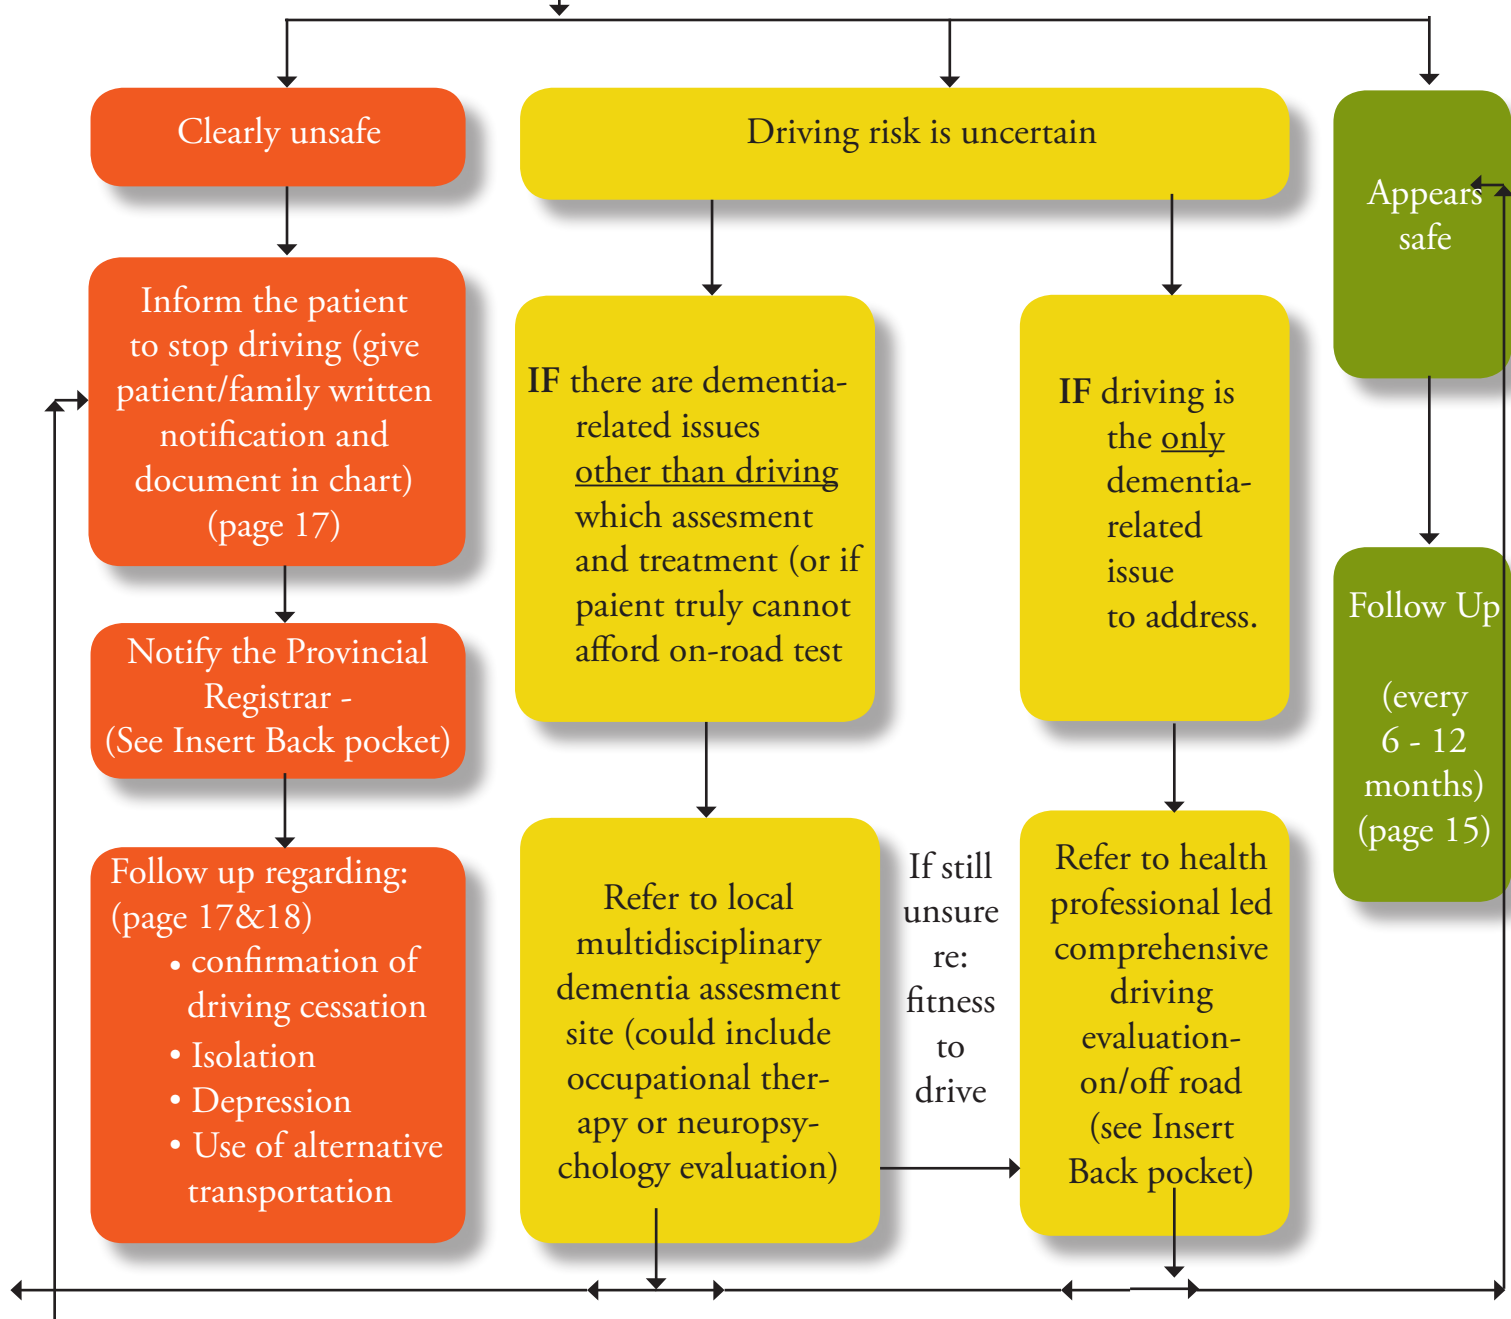 Clearly unsafe
Inform the patient
to stop driving (give
patient/family written
notification and
document in chart)
(page 17)
Notify the Provincial
Registrar -
(See Insert Back pocket)
Follow up regarding:
(page 17&18)
• confirmation of
driving cessation
• Isolation
• Depression
• Use of alternative
transportation
Driving risk is uncertain
IF there are dementia-
related issues
other than driving
which assesment
and treatment (or if
paient truly cannot
afford on-road test
Refer to local
multidisciplinary
dementia assesment
site (could include
occupational ther-
apy or neuropsy-
chology evaluation)
If still
unsure
re:
fitness
to
drive
IF driving is
the only
dementia-
related
issue
to address.
Refer to health
professional led
comprehensive
driving
evaluation-
on/off road
(see Insert
Back pocket)
Appears
safe
Follow Up
(every
6 - 12
months)
(page 15)